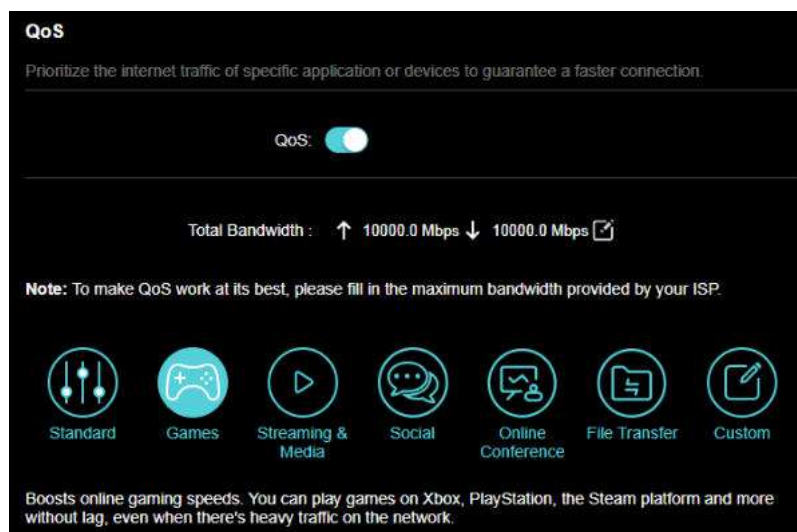 QoS
Prioritize the internet traffic of specific application or devices to guarantee a faster connection.
QoS:
Total Bandwidth : ↑ 10000.0 Mbps ↓ 10000.0 Mbps
Note: To make QoS work at its best, please fill in the maximum bandwidth provided by your ISP.
Standard Games Streaming & Social Online File Transfer Custom
Media Conference
Boosts online gaming speeds. You can play games on Xbox, PlayStation, the Steam platform and more
without lag, even when there's heavy traffic on the network.